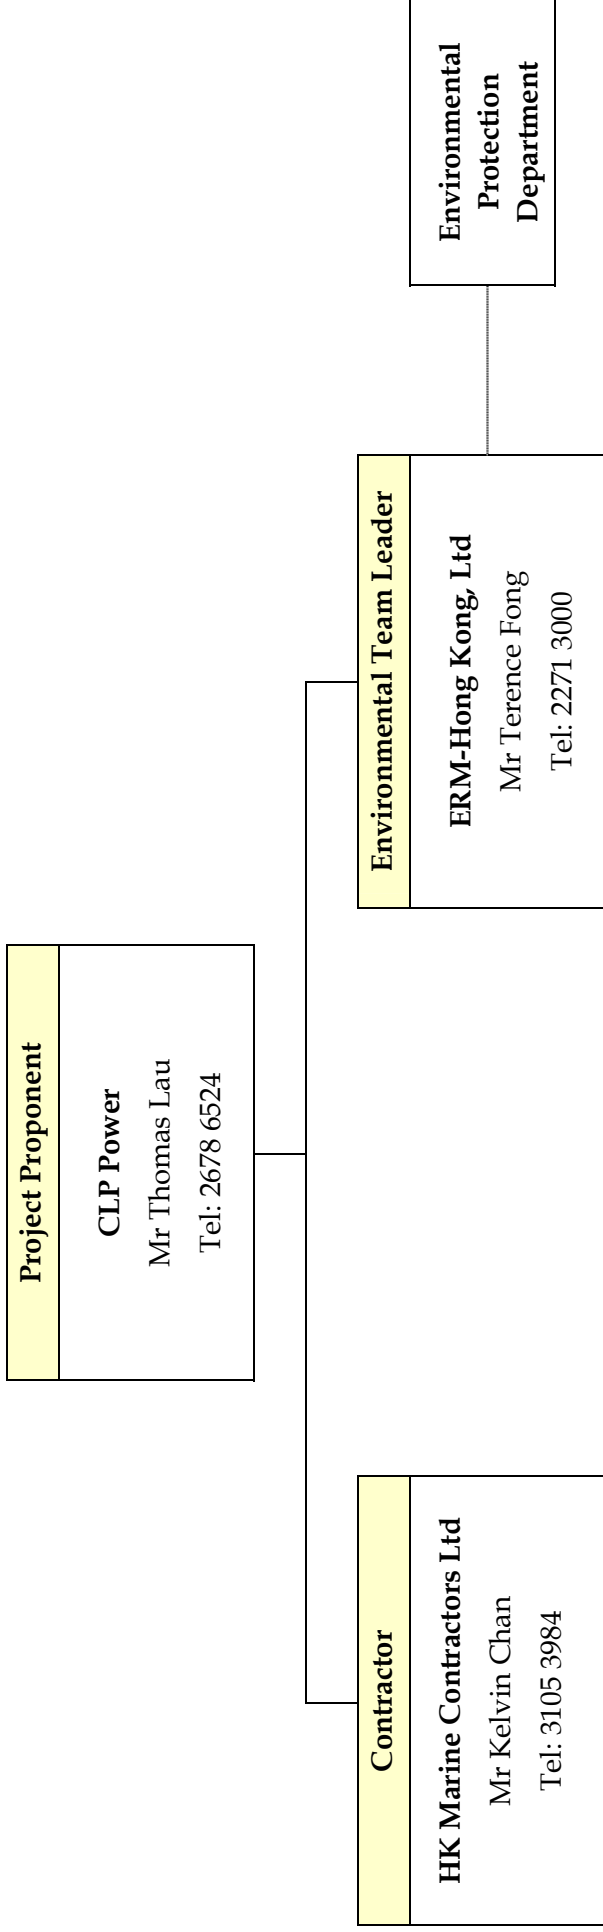 Project Proponent
CLP Power
Mr Thomas Lau
Tel: 2678 6524
Contractor
HK Marine Contractors Ltd
Mr Kelvin Chan
Tel: 3105 3984
Environmental Team Leader
ERM-Hong Kong, Ltd
Mr Terence Fong
Tel: 2271 3000
Environmental
Protection
Department